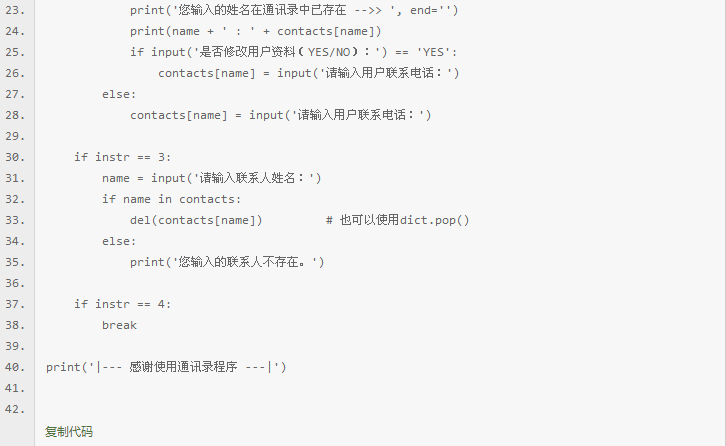 23.             print('您输入的姓名在通讯录中已存在 -->> ', end='')
24.             print(name + ' : ' + contacts[name])
25.             if input('是否修改用户资料（YES/NO）：') == 'YES':
26.                 contacts[name] = input('请输入用户联系电话：')
27.         else:
28.             contacts[name] = input('请输入用户联系电话：')
29.
30.     if instr == 3:
31.         name = input('请输入联系人姓名：')
32.         if name in contacts:
33.             del(contacts[name])         # 也可以使用dict.pop()
34.         else:
35.             print('您输入的联系人不存在。')
36.
37.     if instr == 4:
38.         break
39.
40. print('|--- 感谢使用通讯录程序 ---|')
41.
42.
复制代码